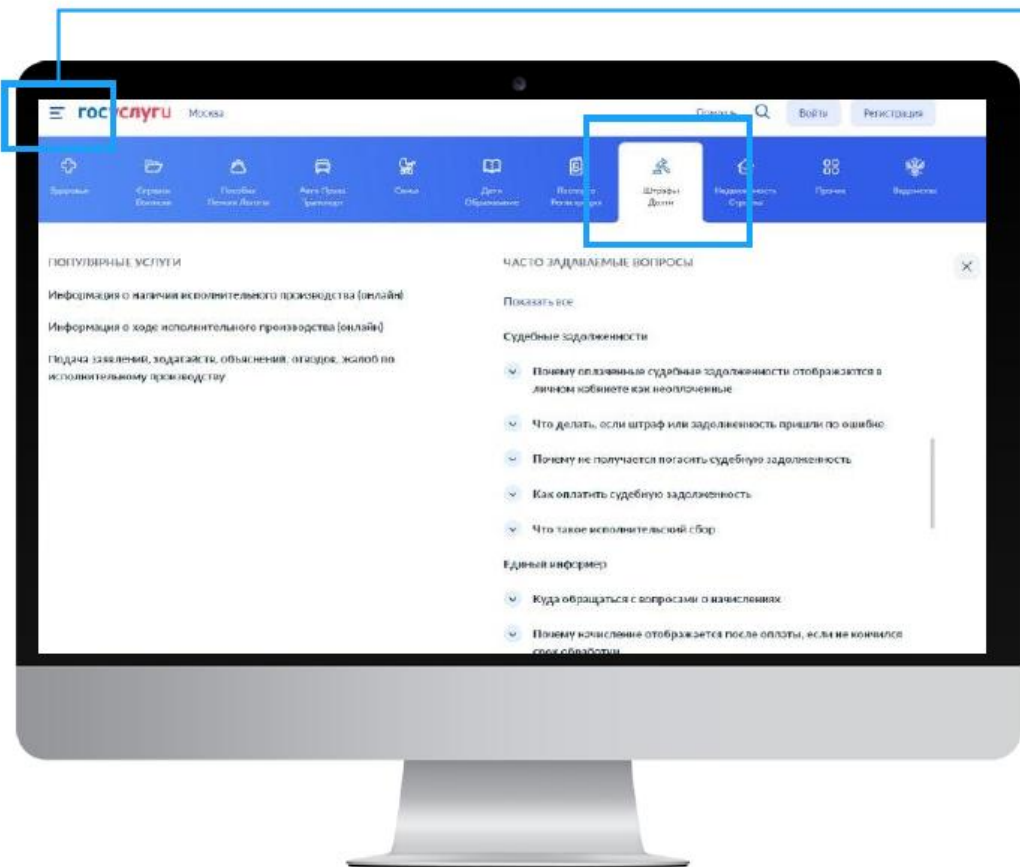 госуслуги Москва Помощь Войти Регистрация
Здоровье Справки Пособия Авто Права Семья Дети Паспорта Штрафы Недвижимость Прочее Ведомства
Выписки Пенсия Налоги Транспорт Образование Регистрация Долги Стройка
ПОПУЛЯРНЫЕ УСЛУГИ
Информация о наличии исполнительного производства (онлайн)
Информация о ходе исполнительного производства (онлайн)
Подача заявлений, ходатайств, объяснений, отводов, жалоб по
исполнительному производству
ЧАСТО ЗАДАВАЕМЫЕ ВОПРОСЫ
Показать все
Судебные задолженности
Почему оплаченные судебные задолженности отображаются в
личном кабинете как неоплаченные
Что делать, если штраф или задолженность пришли по ошибке
Почему не получается погасить судебную задолженность
Как оплатить судебную задолженность
Что такое исполнительский сбор
Единый информер
Куда обращаться с вопросами о начислениях
Почему начисление отображается после оплаты, если не кончился
срок обработки